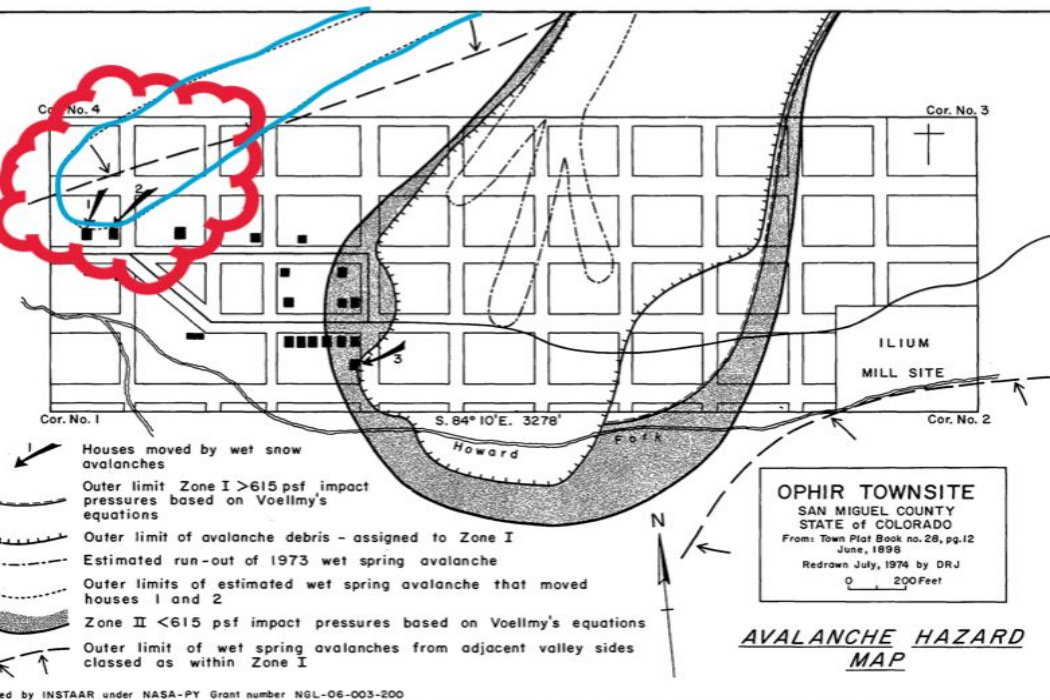 Cor. No. 4
Cor. No. 3
1
2
3
ILIUM
MILL SITE
Cor. No. 1
S. 84° 10'E. 3278'
Cor. No. 2
Howard Fork
1
Houses moved by wet snow
avalanches
Outer limit Zone I >615 psf impact
pressures based on Voellmy's
equations
Outer limit of avalanche debris - assigned to Zone I
Estimated run-out of 1973 wet spring avalanche
Outer limits of estimated wet spring avalanche that moved
houses 1 and 2
Zone II <615 psf impact pressures based on Voellmy's equations
Outer limit of wet spring avalanches from adjacent valley sides
classed as within Zone I
N
OPHIR TOWNSITE
SAN MIGUEL COUNTY
STATE of COLORADO
From: Town Plat Book no. 28, pg. 12
June, 1898
Redrawn July, 1974 by DRJ
0 200 Feet
AVALANCHE HAZARD
MAP
ed by INSTAAR under NASA-PY Grant number NGL-06-003-200